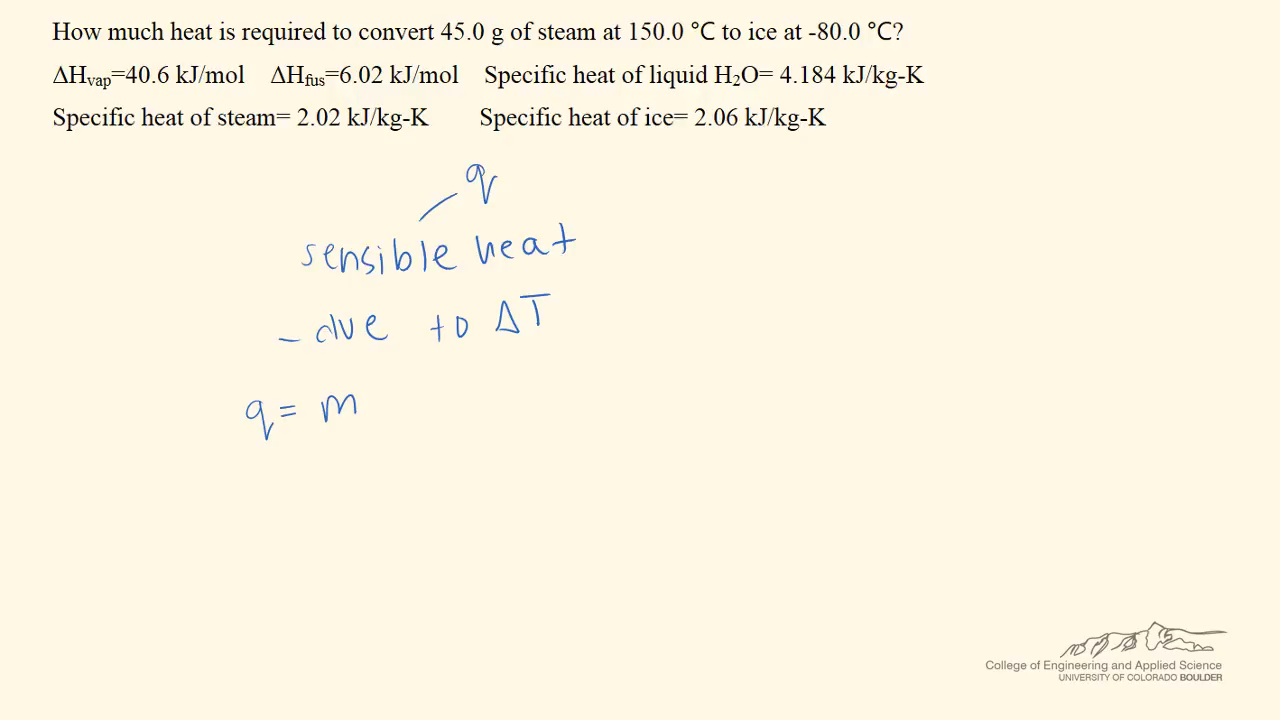 How much heat is required to convert 45.0 g of steam at 150.0 °C to ice at -80.0 °C?
ΔHvap=40.6 kJ/mol ΔHfus=6.02 kJ/mol Specific heat of liquid H₂O= 4.184 kJ/kg-K
Specific heat of steam= 2.02 kJ/kg-K Specific heat of ice= 2.06 kJ/kg-K
q
sensible heat
- due to ΔT
q = m
College of Engineering and Applied Science
UNIVERSITY OF COLORADO BOULDER